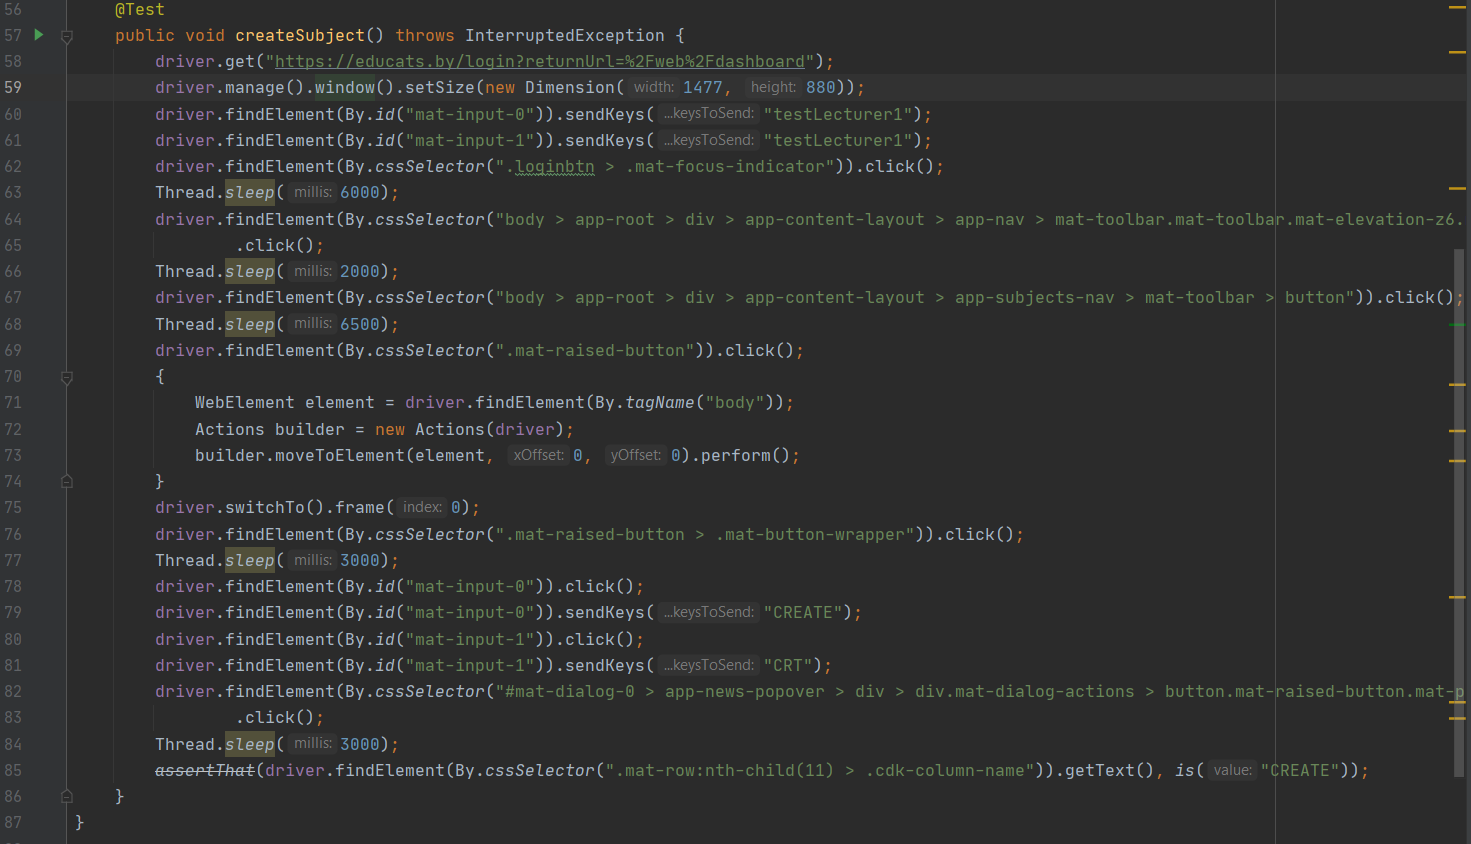 56 @Test
57 public void createSubject() throws InterruptedException {
58 driver.get("https://educats.by/login?returnUrl=%2Fweb%2Fdashboard");
59 driver.manage().window().setSize(new Dimension( width: 1477, height: 880));
60 driver.findElement(By.id("mat-input-0")).sendKeys( ...keysToSend: "testLecturer1");
61 driver.findElement(By.id("mat-input-1")).sendKeys( ...keysToSend: "testLecturer1");
62 driver.findElement(By.cssSelector(".loginbtn > .mat-focus-indicator")).click();
63 Thread.sleep( millis: 6000);
64 driver.findElement(By.cssSelector("body > app-root > div > app-content-layout > app-nav > mat-toolbar.mat-toolbar.mat-elevation-z6.
65 .click();
66 Thread.sleep( millis: 2000);
67 driver.findElement(By.cssSelector("body > app-root > div > app-content-layout > app-subjects-nav > mat-toolbar > button")).click();
68 Thread.sleep( millis: 6500);
69 driver.findElement(By.cssSelector(".mat-raised-button")).click();
70 {
71 WebElement element = driver.findElement(By.tagName("body"));
72 Actions builder = new Actions(driver);
73 builder.moveToElement(element, xOffset: 0, yOffset: 0).perform();
74 }
75 driver.switchTo().frame( index: 0);
76 driver.findElement(By.cssSelector(".mat-raised-button > .mat-button-wrapper")).click();
77 Thread.sleep( millis: 3000);
78 driver.findElement(By.id("mat-input-0")).click();
79 driver.findElement(By.id("mat-input-0")).sendKeys( ...keysToSend: "CREATE");
80 driver.findElement(By.id("mat-input-1")).click();
81 driver.findElement(By.id("mat-input-1")).sendKeys( ...keysToSend: "CRT");
82 driver.findElement(By.cssSelector("#mat-dialog-0 > app-news-popover > div > div.mat-dialog-actions > button.mat-raised-button.mat-p
83 .click();
84 Thread.sleep( millis: 3000);
85 assertThat(driver.findElement(By.cssSelector(".mat-row:nth-child(11) > .cdk-column-name")).getText(), is( value: "CREATE"));
86 }
87 }